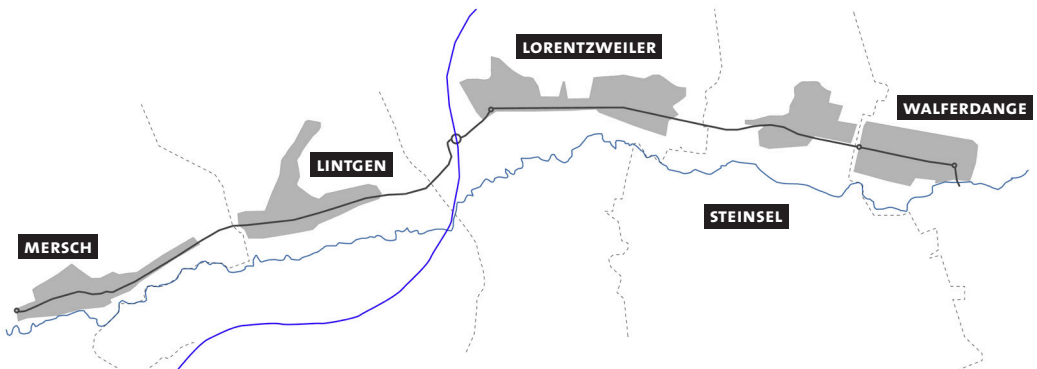 LORENTZWEILER
WALFERDANGE
LINTGEN
STEINSEL
MERSCH